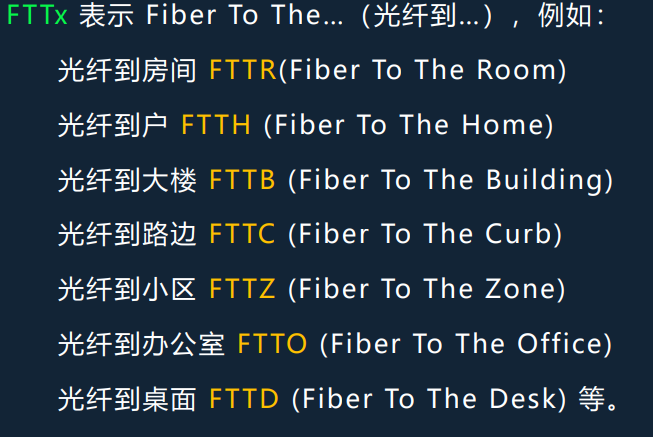 FTTx 表示 Fiber To The…（光纤到…），例如：
光纤到房间 FTTR(Fiber To The Room)
光纤到户 FTTH (Fiber To The Home)
光纤到大楼 FTTB (Fiber To The Building)
光纤到路边 FTTC (Fiber To The Curb)
光纤到小区 FTTZ (Fiber To The Zone)
光纤到办公室 FTTO (Fiber To The Office)
光纤到桌面 FTTD (Fiber To The Desk) 等。